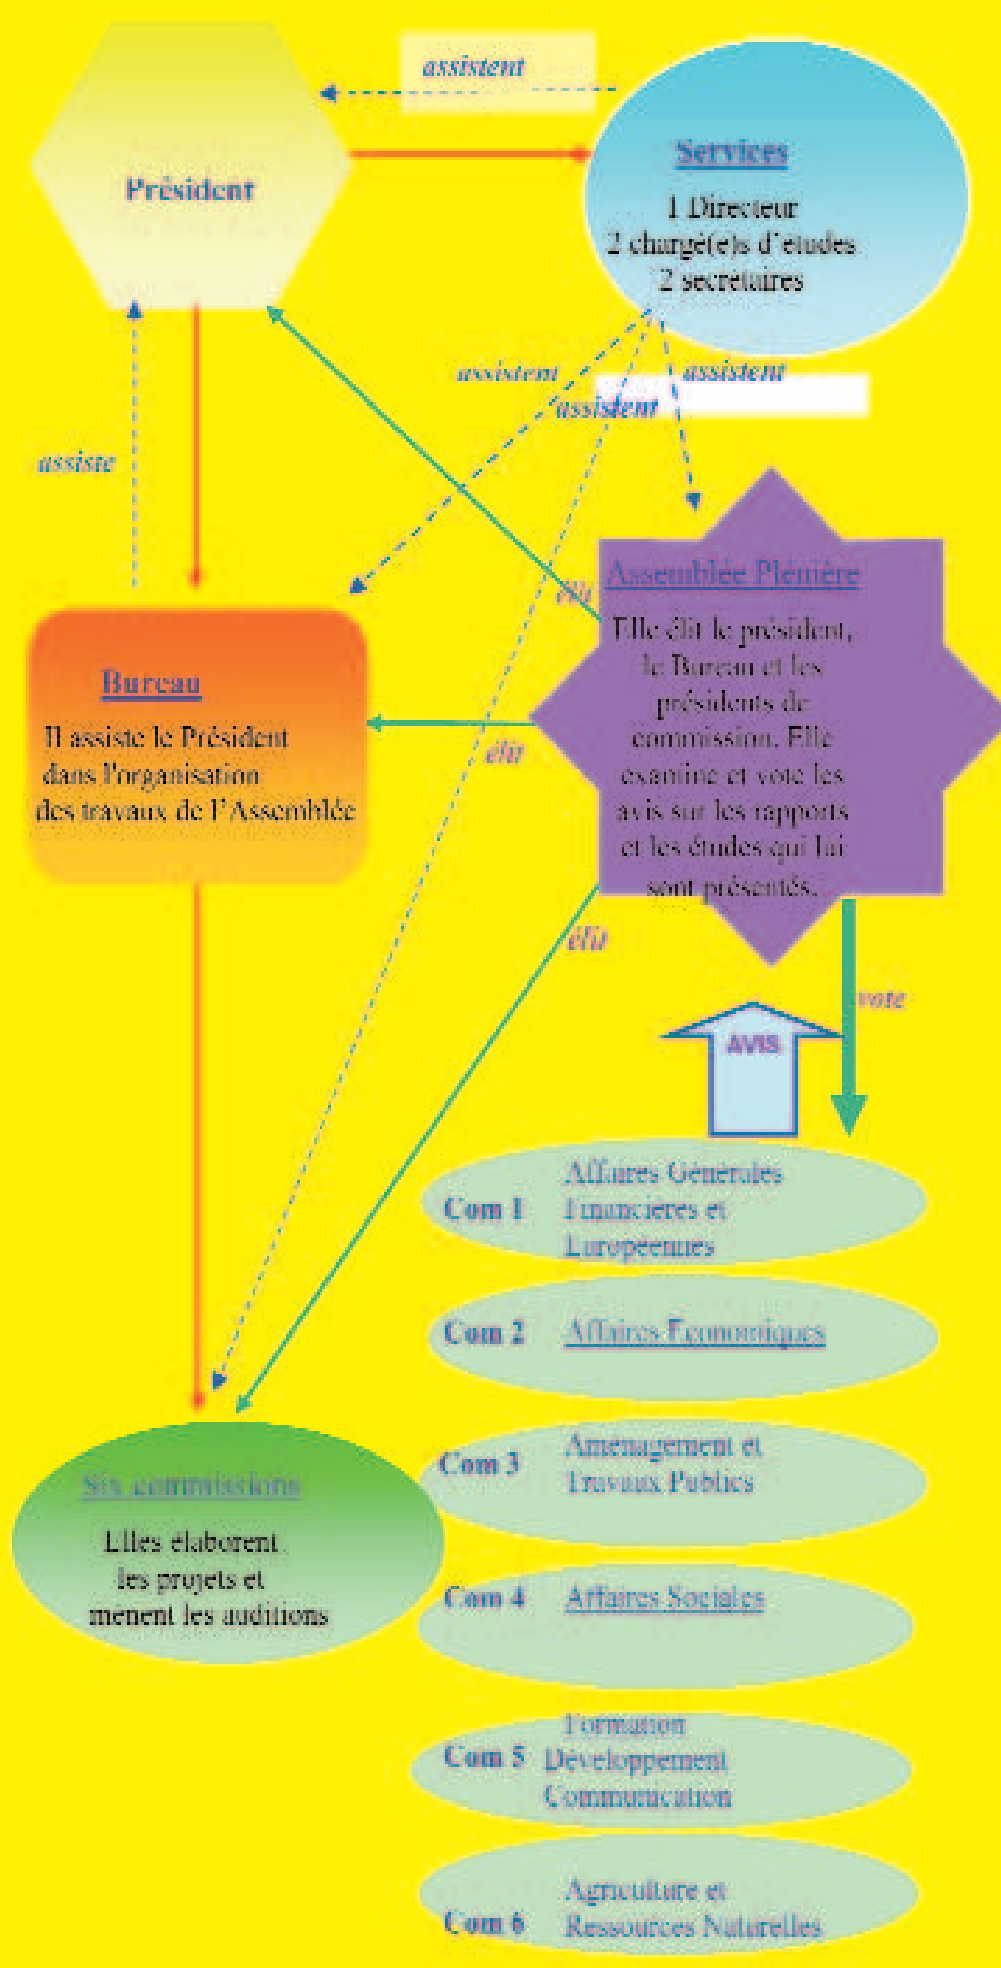 assistent
Président
Services
1 Directeur
2 chargé(e)s d'études
2 secrétaires
assistent
assistent
assistent
assiste
élit
Assemblée Plénière
Elle élit le président,
le Bureau et les
présidents de
commission. Elle
examine et vote les
avis sur les rapports
et les études qui lui
sont présentés.
Bureau
Il assiste le Président
dans l'organisation
des travaux de l'Assemblée
élit
élit
vote
AVIS
Com 1 Affaires Générales
Financières et
Européennes
Com 2 Affaires Economiques
Com 3 Aménagement et
Travaux Publics
Six commissions
Elles élaborent
les projets et
mènent les auditions
Com 4 Affaires Sociales
Com 5 Formation
Développement
Communication
Com 6 Agriculture et
Ressources Naturelles